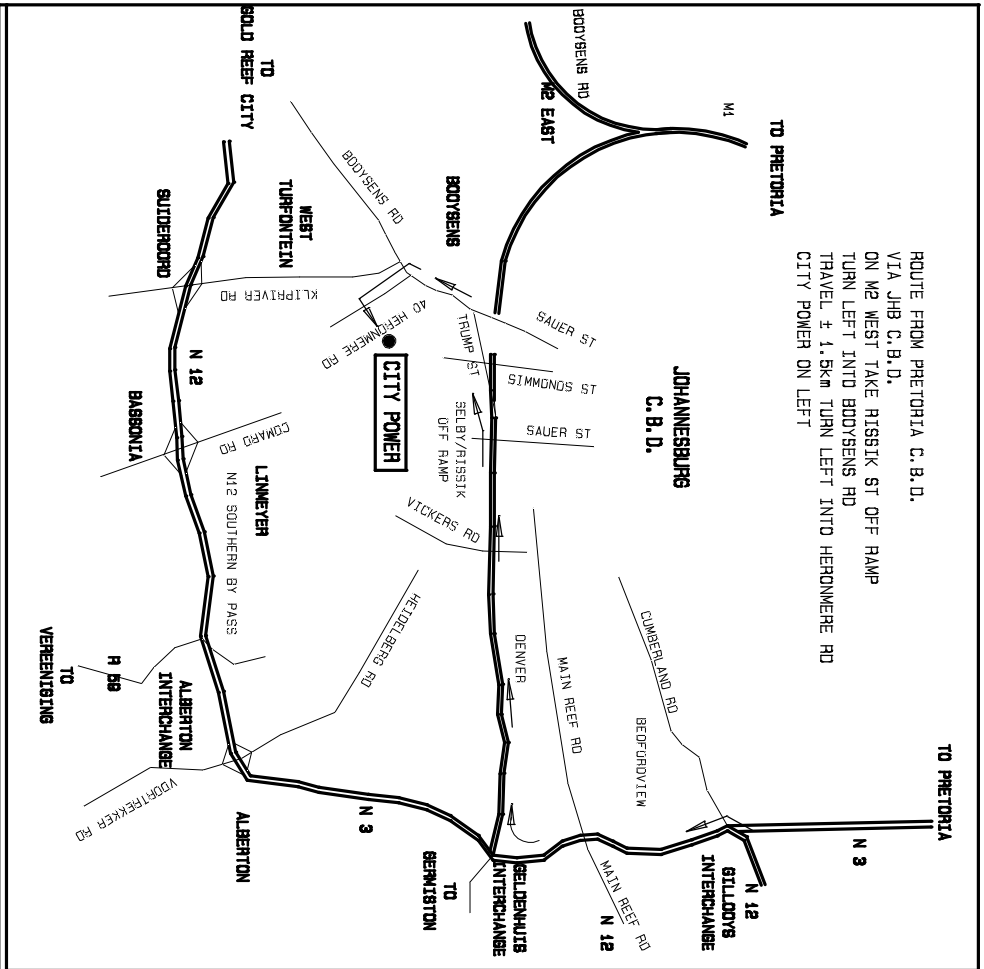 ROUTE FROM PRETORIA C.B.D.
VIA JHB C.B.D.
ON M2 WEST TAKE RISSIK ST OFF RAMP
TURN LEFT INTO BOOYSENS RD
TRAVEL ± 1.5km TURN LEFT INTO HERONMERE RD
CITY POWER ON LEFT
TO PRETORIA
M1
BOOYSENS RD
M2 EAST
TO
GOLD REEF CITY
BOOYSENS RD
BOOYSENS
WEST
TURFONTEIN
SUIDEROORD
KLIPRIVER RD
40 HERONMERE RD
CITY POWER
TRUMP ST
SAUER ST
SIMMONDS ST
SAUER ST
SELBY/RISSIK
OFF RAMP
JOHANNESBURG
C.B.D.
N 12
BASSONIA
COMARO RD
LINMEYER
N12 SOUTHERN BY PASS
VICKERS RD
HEIDELBERG RD
DENVER
MAIN REEF RD
CUMBERLAND RD
BEDFORDVIEW
TO PRETORIA
N 3
N 12
GILLOOYS
INTERCHANGE
MAIN REEF RD
N 12
GELDENHUIS
INTERCHANGE
TO
GERMISTON
N 3
ALBERTON
ALBERTON
INTERCHANGE
VOORTREKKER RD
R 59
TO
VEREENIGING